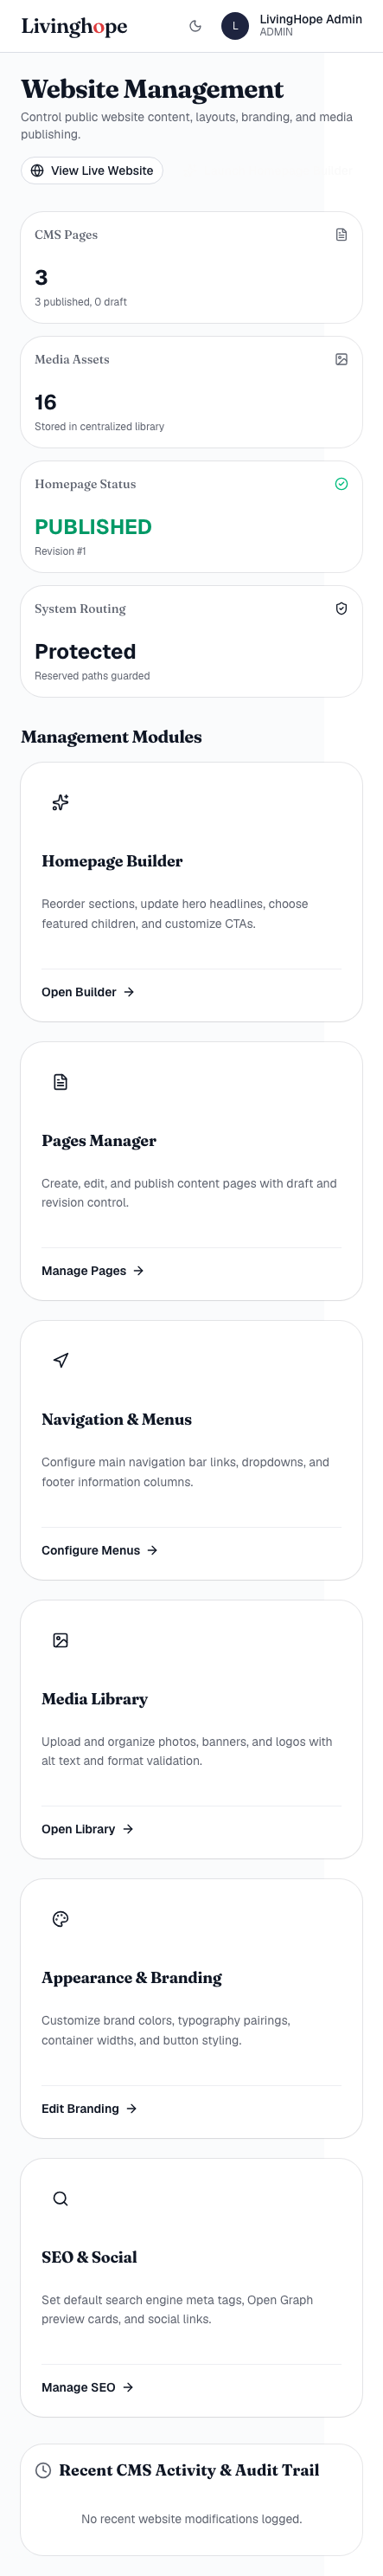 Livinghope
L
LivingHope Admin
ADMIN
Website Management
Control public website content, layouts, branding, and media
publishing.
View Live Website
CMS Pages
3
3 published, 0 draft
Media Assets
16
Stored in centralized library
Homepage Status
PUBLISHED
Revision #1
System Routing
Protected
Reserved paths guarded
Management Modules
Homepage Builder
Reorder sections, update hero headlines, choose
featured children, and customize CTAs.
Open Builder
Pages Manager
Create, edit, and publish content pages with draft and
revision control.
Manage Pages
Navigation & Menus
Configure main navigation bar links, dropdowns, and
footer information columns.
Configure Menus
Media Library
Upload and organize photos, banners, and logos with
alt text and format validation.
Open Library
Appearance & Branding
Customize brand colors, typography pairings,
container widths, and button styling.
Edit Branding
SEO & Social
Set default search engine meta tags, Open Graph
preview cards, and social links.
Manage SEO
Recent CMS Activity & Audit Trail
No recent website modifications logged.